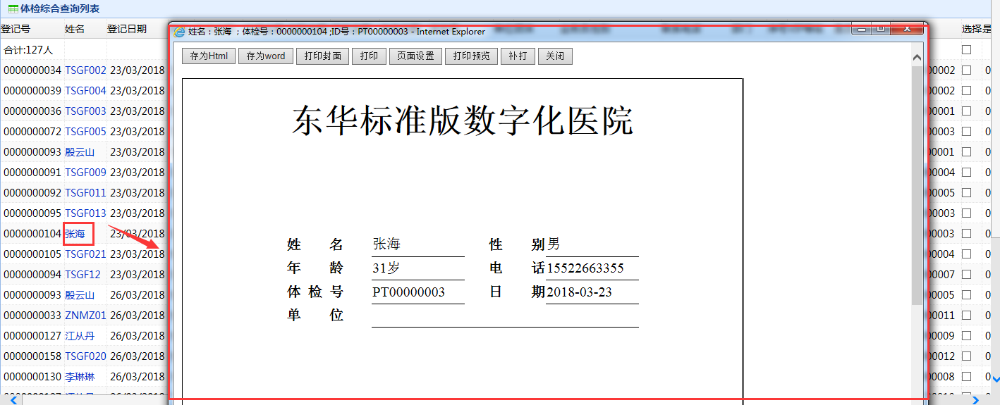 体检综合查询列表
登记号 姓名 登记日期 选择是
合计:127人
0000000034 TSGF002 23/03/2018 00002 0
0000000039 TSGF004 23/03/2018 00002 0
0000000036 TSGF003 23/03/2018 00001 0
0000000072 TSGF005 23/03/2018 00003 0
0000000093 殷云山 23/03/2018 00001 0
0000000091 TSGF009 23/03/2018 00004 0
0000000092 TSGF011 23/03/2018 00005 0
0000000095 TSGF013 23/03/2018 00003 0
0000000104 张海 23/03/2018 00003 0
0000000105 TSGF021 23/03/2018 00004 0
0000000094 TSGF12 23/03/2018 00007 0
0000000093 殷云山 26/03/2018 00005 0
0000000033 ZNMZ01 26/03/2018 00011 0
0000000127 江从丹 26/03/2018 00009 0
0000000158 TSGF020 26/03/2018 00012 0
0000000130 李琳琳 26/03/2018 00008 0
姓名：张海 ；体检号：0000000104 ;ID号：PT00000003 - Internet Explorer
存为Html 存为word 打印封面 打印 页面设置 打印预览 补打 关闭
东华标准版数字化医院
姓 名 张海 性 别 男
年 龄 31岁 电 话 15522663355
体 检 号 PT00000003 日 期 2018-03-23
单 位